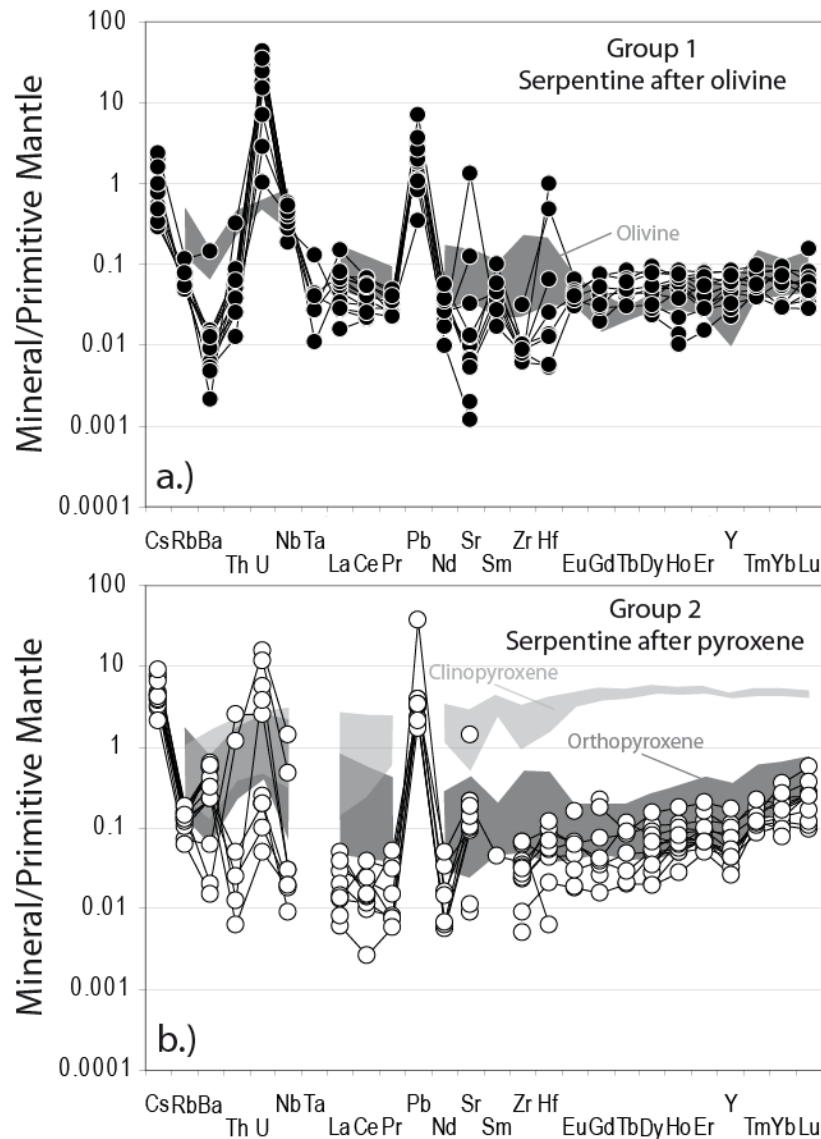 100
10
1
0.1
0.01
0.001
0.0001
Mineral/Primitive Mantle
Group 1
Serpentine after olivine
Olivine
a.)
Cs Rb Ba Th U Nb Ta La Ce Pr Pb Nd Sr Sm Zr Hf Eu Gd Tb Dy Ho Er Y Tm Yb Lu
100
10
1
0.1
0.01
0.001
0.0001
Mineral/Primitive Mantle
Group 2
Serpentine after pyroxene
Clinopyroxene
Orthopyroxene
b.)
Cs Rb Ba Th U Nb Ta La Ce Pr Pb Nd Sr Sm Zr Hf Eu Gd Tb Dy Ho Er Y Tm Yb Lu